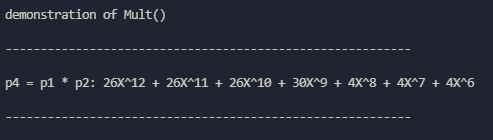 demonstration of Mult()
----------------------------------------------------------
p4 = p1 * p2: 26X^12 + 26X^11 + 26X^10 + 30X^9 + 4X^8 + 4X^7 + 4X^6
----------------------------------------------------------